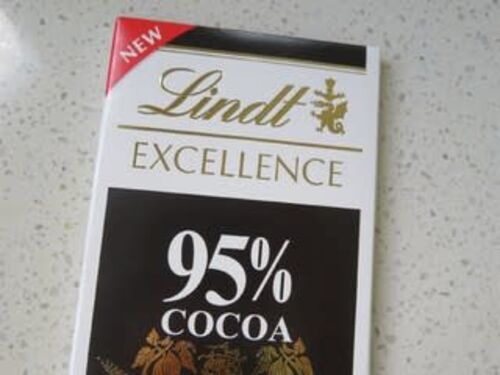 NEW
Lindt
EXCELLENCE
95%
COCOA